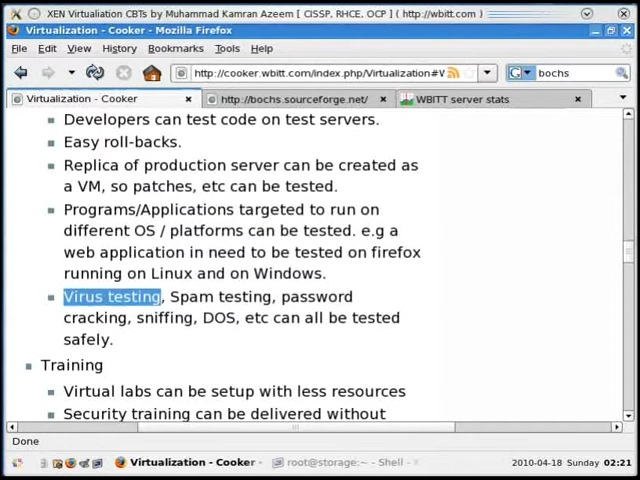 XEN Virtualiation CBTs by Muhammad Kamran Azeem [ CISSP, RHCE, OCP ] ( http://wbitt.com )
Virtualization - Cooker - Mozilla Firefox
File Edit View History Bookmarks Tools Help
http://cooker.wbitt.com/index.php/Virtualization#W
bochs
Virtualization - Cooker
http://bochs.sourceforge.net/
WBITT server stats
Developers can test code on test servers.
Easy roll-backs.
Replica of production server can be created as
a VM, so patches, etc can be tested.
Programs/Applications targeted to run on
different OS / platforms can be tested. e.g a
web application in need to be tested on firefox
running on Linux and on Windows.
Virus testing, Spam testing, password
cracking, sniffing, DOS, etc can all be tested
safely.
Training
Virtual labs can be setup with less resources
Security training can be delivered without
Done
Virtualization - Cooker - root@storage:~ - Shell - 2010-04-18 Sunday 02:21